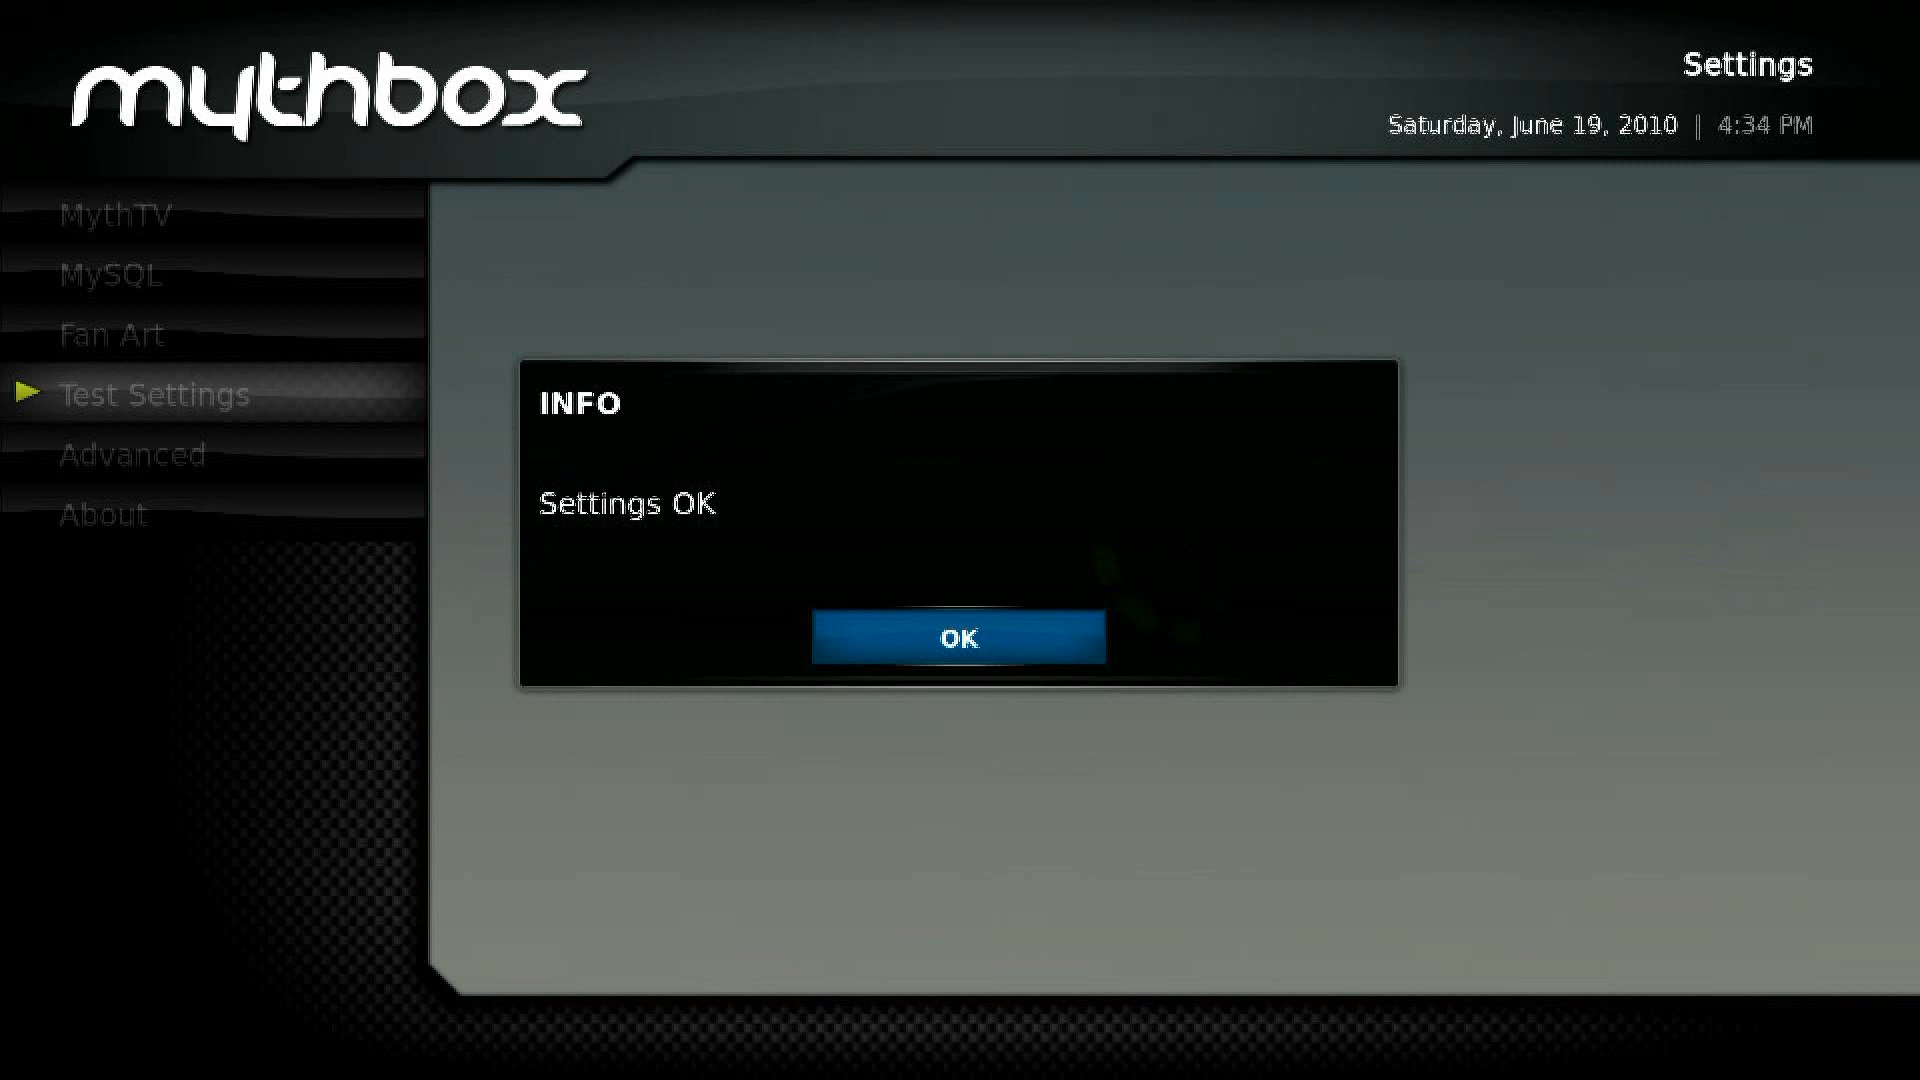 mythbox
Settings
Saturday, June 19, 2010 | 4:34 PM
MythTV
MySQL
Fan Art
Test Settings
Advanced
About
INFO
Settings OK
OK